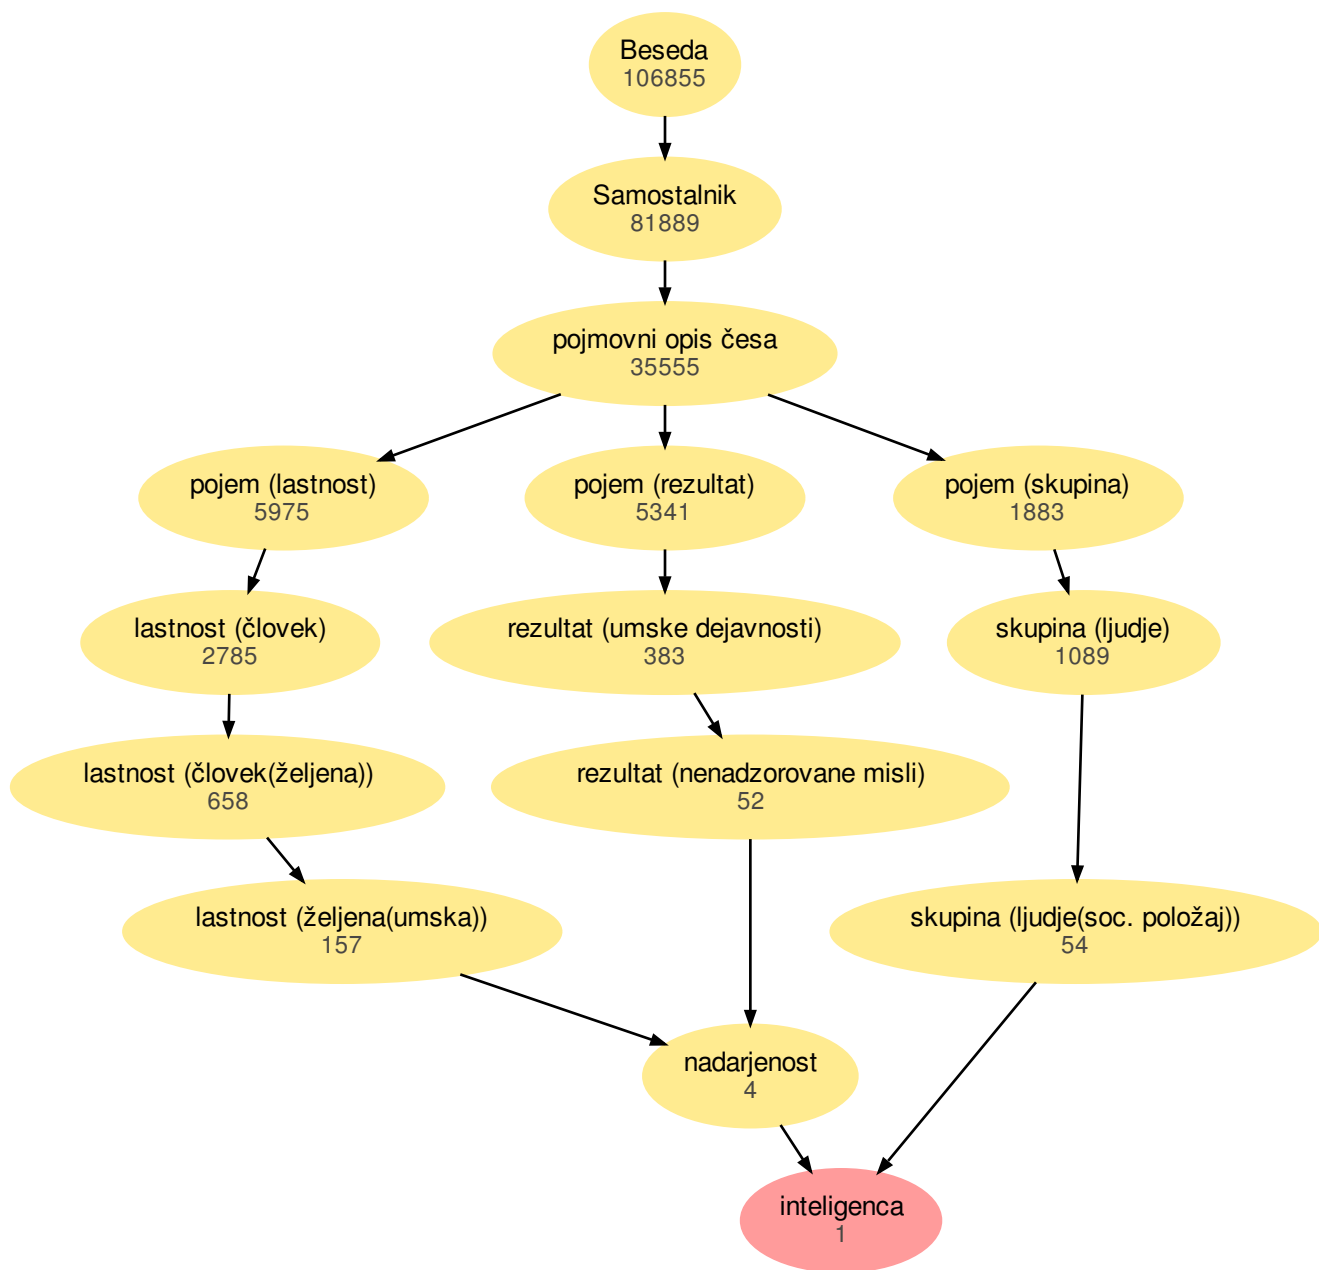 Beseda
106855
Samostalnik
81889
pojmovni opis česa
35555
pojem (lastnost)
5975
pojem (rezultat)
5341
pojem (skupina)
1883
lastnost (človek)
2785
rezultat (umske dejavnosti)
383
skupina (ljudje)
1089
lastnost (človek(željena))
658
rezultat (nenadzorovane misli)
52
lastnost (željena(umska))
157
skupina (ljudje(soc. položaj))
54
nadarjenost
4
inteligenca
1